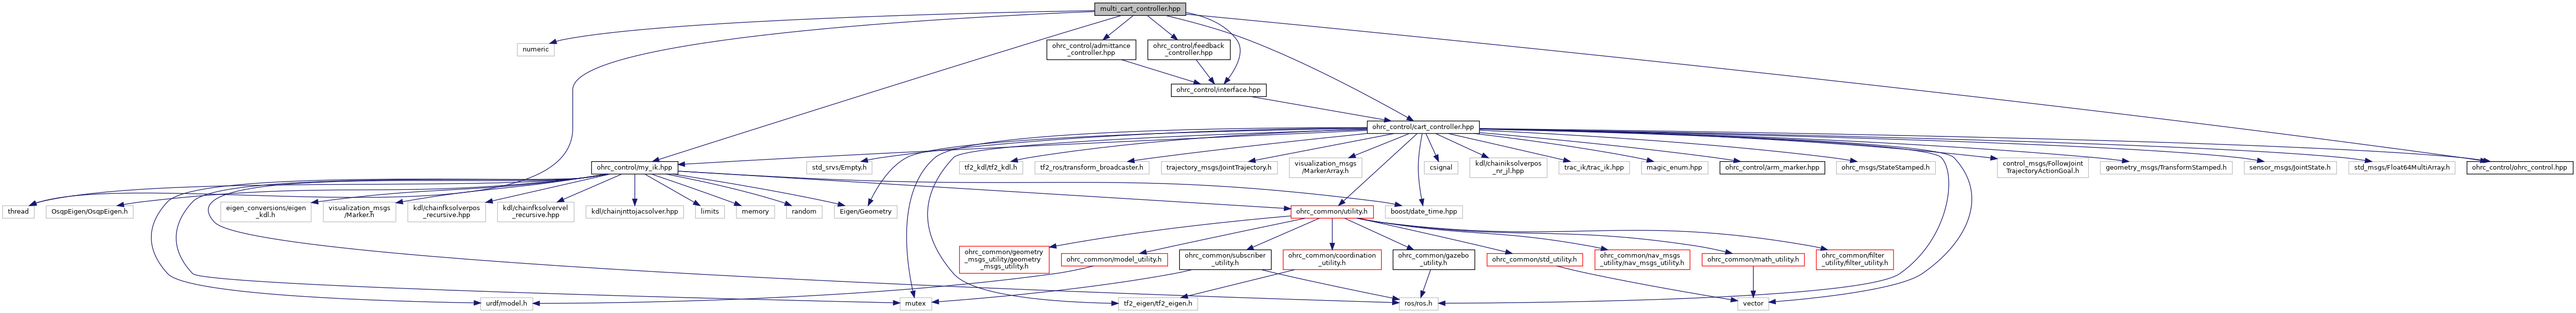 multi_cart_controller.hpp
numeric
ohrc_control/admittance
_controller.hpp
ohrc_control/feedback
_controller.hpp
ohrc_control/interface.hpp
ohrc_control/cart_controller.hpp
ohrc_control/my_ik.hpp
std_srvs/Empty.h
tf2_kdl/tf2_kdl.h
tf2_ros/transform_broadcaster.h
trajectory_msgs/JointTrajectory.h
visualization_msgs
/MarkerArray.h
csignal
kdl/chainiksolverpos
_nr_jl.hpp
trac_ik/trac_ik.hpp
magic_enum.hpp
ohrc_control/arm_marker.hpp
ohrc_msgs/StateStamped.h
control_msgs/FollowJoint
TrajectoryActionGoal.h
geometry_msgs/TransformStamped.h
sensor_msgs/JointState.h
std_msgs/Float64MultiArray.h
ohrc_control/ohrc_control.hpp
thread
OsqpEigen/OsqpEigen.h
eigen_conversions/eigen
_kdl.h
visualization_msgs
/Marker.h
kdl/chainfksolverpos
_recursive.hpp
kdl/chainfksolvervel
_recursive.hpp
kdl/chainjnttojacsolver.hpp
limits
memory
random
Eigen/Geometry
ohrc_common/utility.h
boost/date_time.hpp
ohrc_common/geometry
_msgs_utility/geometry
_msgs_utility.h
ohrc_common/model_utility.h
ohrc_common/subscriber
_utility.h
ohrc_common/coordination
_utility.h
ohrc_common/gazebo
_utility.h
ohrc_common/std_utility.h
ohrc_common/nav_msgs
_utility/nav_msgs_utility.h
ohrc_common/math_utility.h
ohrc_common/filter
_utility/filter_utility.h
urdf/model.h
mutex
tf2_eigen/tf2_eigen.h
ros/ros.h
vector